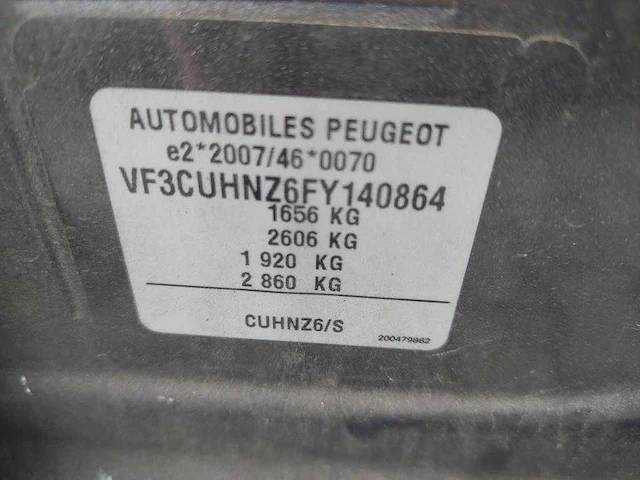 AUTOMOBILES PEUGEOT
e2*2007/46*0070
VF3CUHNZ6FY140864
1656 KG
2606 KG
1 920 KG
2 860 KG
CUHNZ6/S
200479862